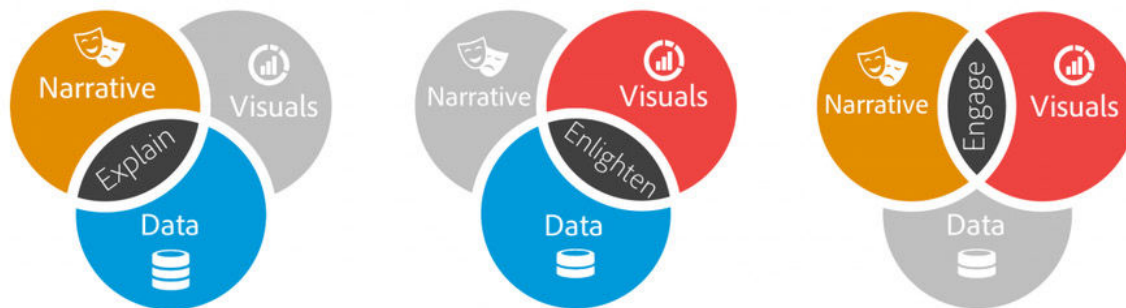 Narrative
Visuals
Explain
Data
Narrative
Visuals
Enlighten
Data
Narrative
Engage
Visuals
Data